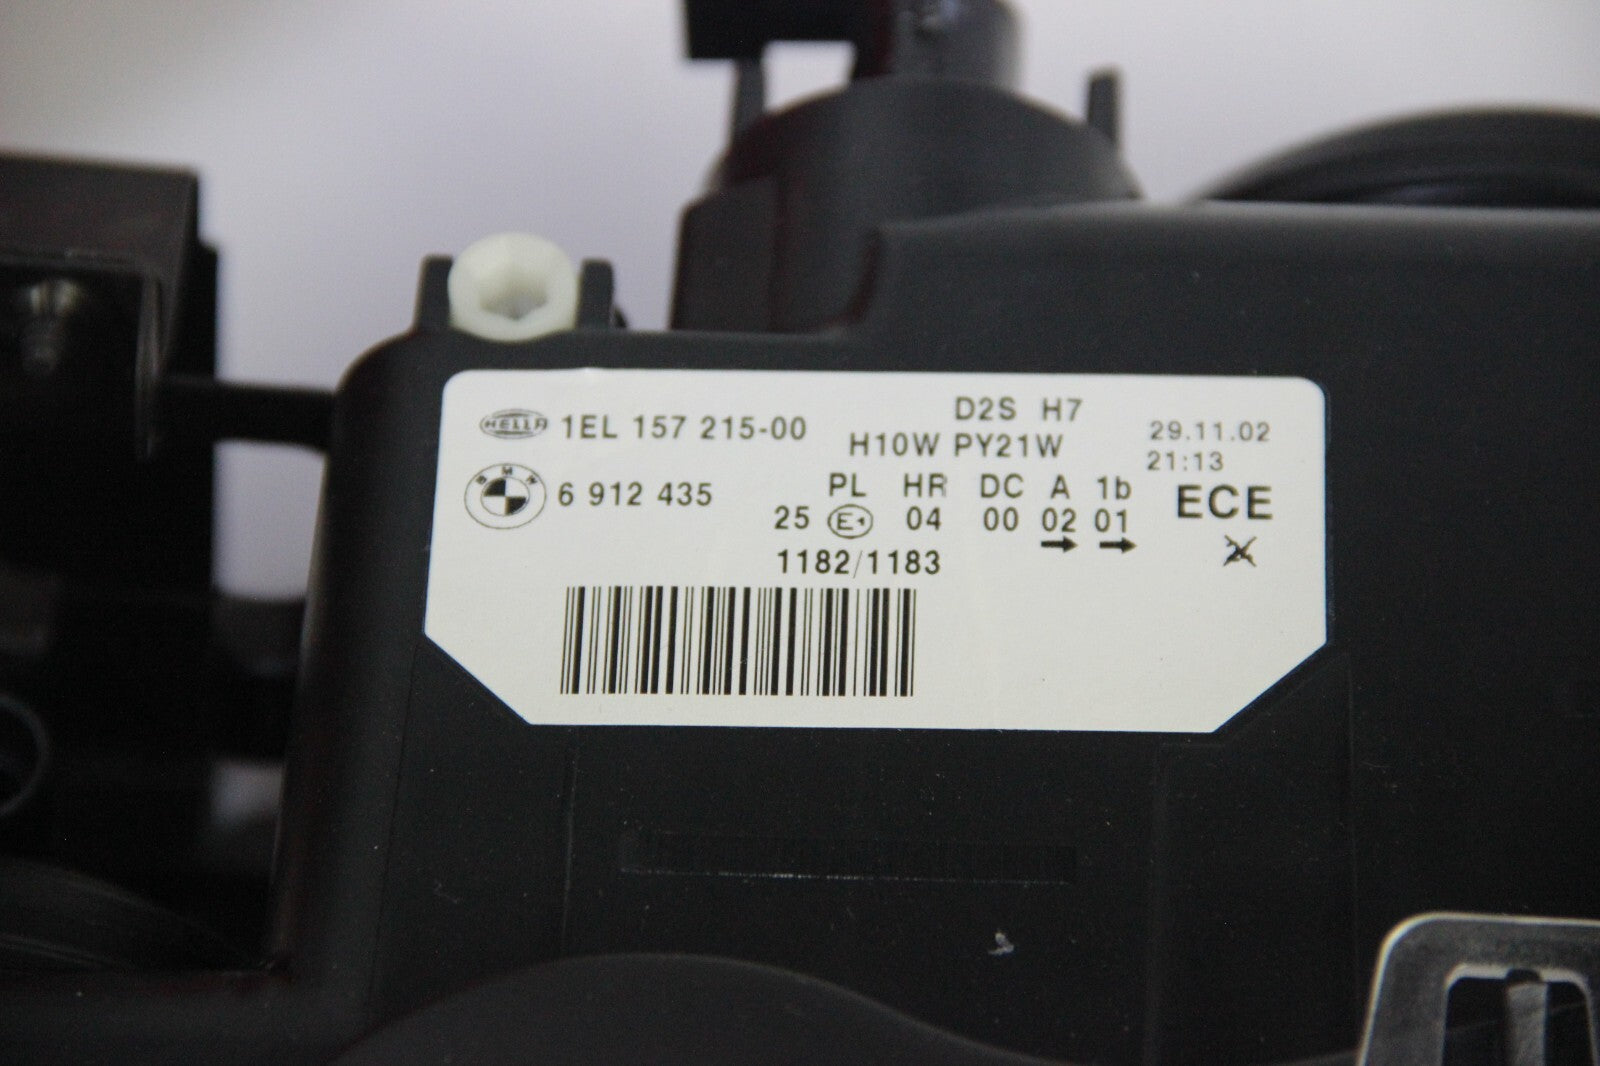 HELLA 1EL 157 215-00
D2S H7
H10W PY21W
29.11.02
21:13
BMW 6 912 435
PL HR DC A 1b
25 E1 04 00 02 01
→ →
1182/1183
ECE